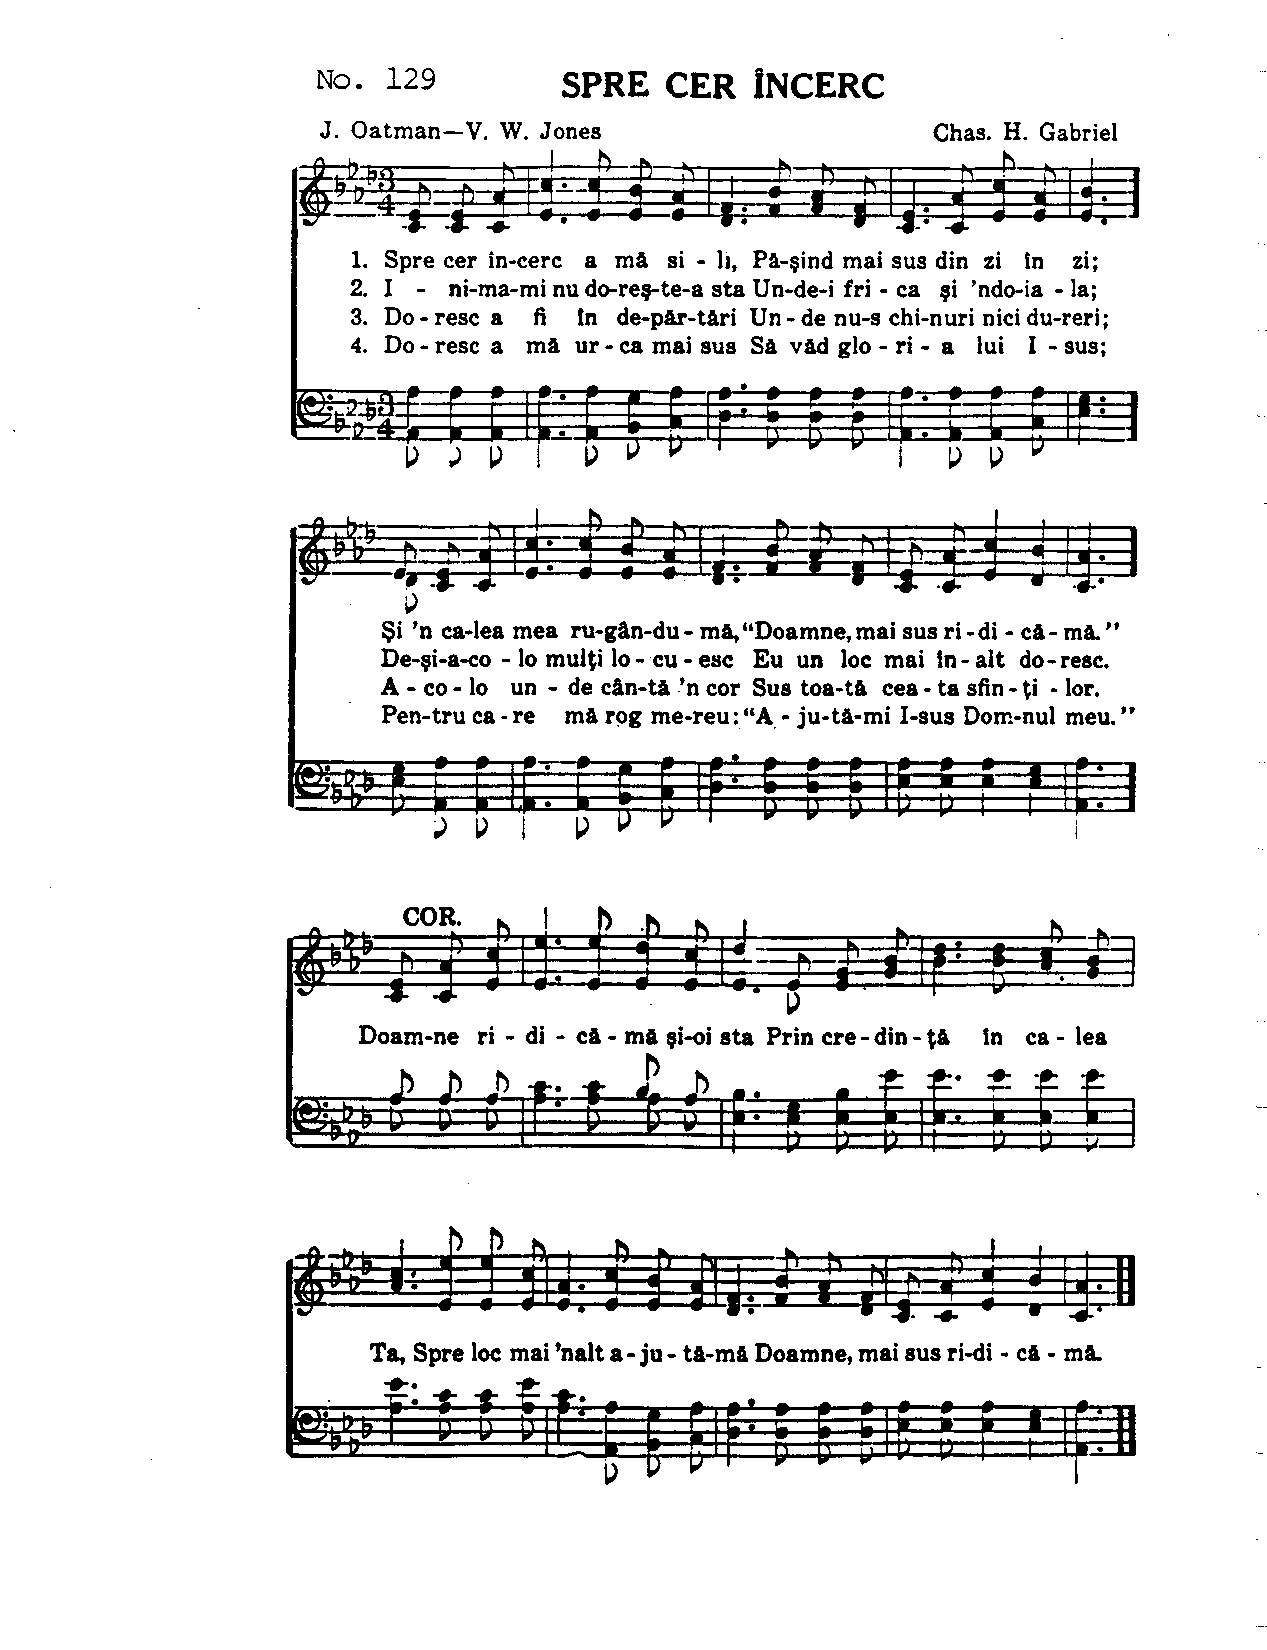 No. 129 SPRE CER ÎNCERC
J. Oatman—V. W. Jones Chas. H. Gabriel
3
4
1. Spre cer în-cerc a mă si - li, Pă-şind mai sus din zi în zi;
2. I - ni-ma-mi nu do-reş-te-a sta Un-de-i fri - ca şi 'ndo-ia - la;
3. Do - resc a fi în de-păr-tări Un - de nu-s chi-nuri nici du-reri;
4. Do - resc a mă ur - ca mai sus Să văd glo - ri - a lui I - sus;
3
4
Şi 'n ca-lea mea ru-gân-du - mă, “Doamne, mai sus ri - di - că - mă.”
De-şi-a-co - lo mulţi lo - cu - esc Eu un loc mai în - alt do - resc.
A - co - lo un - de cân-tă 'n cor Sus toa-tă cea - ta sfin - ţi - lor.
Pen-tru ca - re mă rog me-reu: “A - ju-tă-mi I-sus Dom-nul meu.”
COR.
Doam-ne ri - di - că - mă şi-oi sta Prin cre - din - ţă în ca - lea
Ta, Spre loc mai 'nalt a - ju - tă-mă Doamne, mai sus ri-di - că - mă.